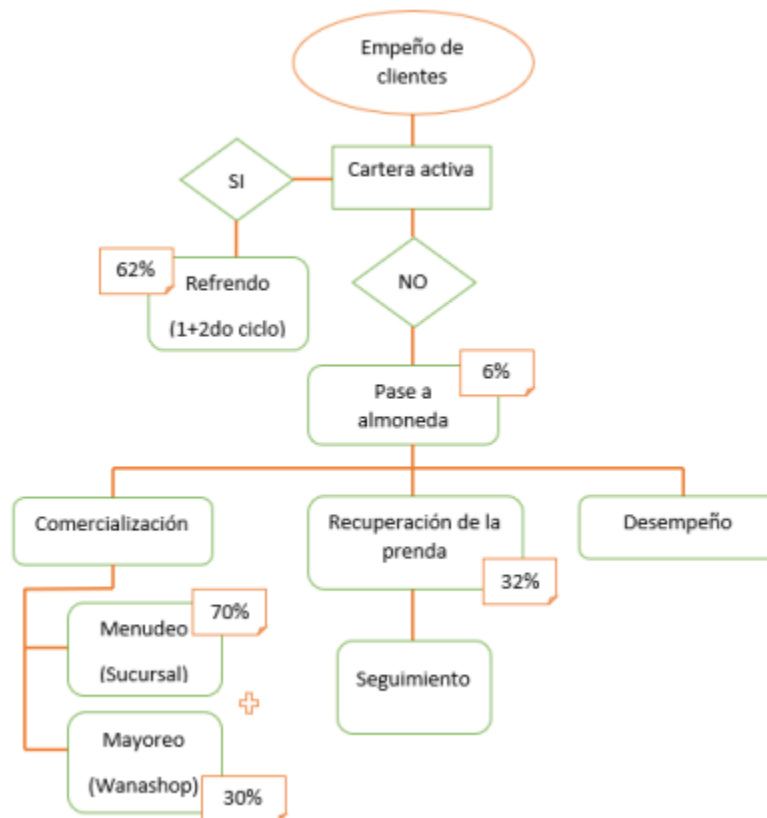 Empeño de
clientes
Cartera activa
SI
62%
Refrendo
(1+2do ciclo)
NO
6%
Pase a
almoneda
Comercialización
Recuperación de la
prenda
32%
Desempeño
70%
Menudeo
(Sucursal)
Seguimiento
Mayoreo
(Wanashop)
30%